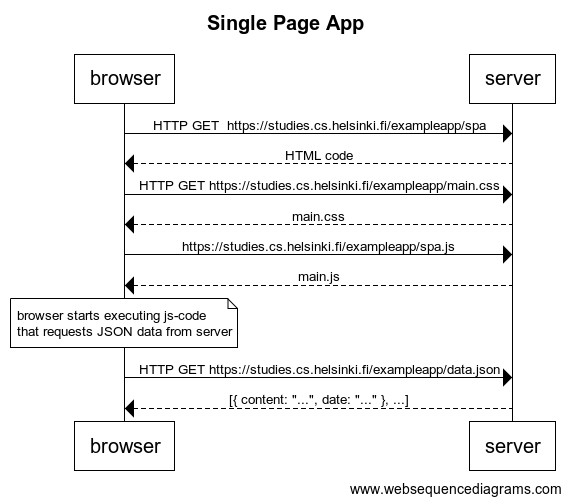 Single Page App
browser
server
HTTP GET  https://studies.cs.helsinki.fi/exampleapp/spa
HTML code
HTTP GET https://studies.cs.helsinki.fi/exampleapp/main.css
main.css
https://studies.cs.helsinki.fi/exampleapp/spa.js
main.js
browser starts executing js-code
that requests JSON data from server
HTTP GET https://studies.cs.helsinki.fi/exampleapp/data.json
[{ content: "...", date: "..." }, ...]
browser
server
www.websequencediagrams.com